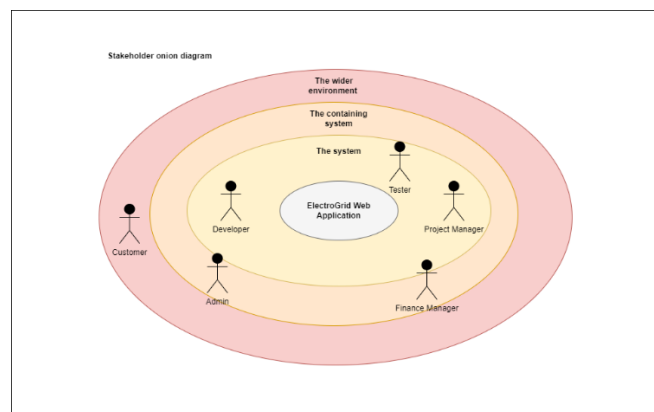 Stakeholder onion diagram
The wider
environment
The containing
system
The system
Tester
ElectroGrid Web
Application
Developer
Project Manager
Customer
Admin
Finance Manager